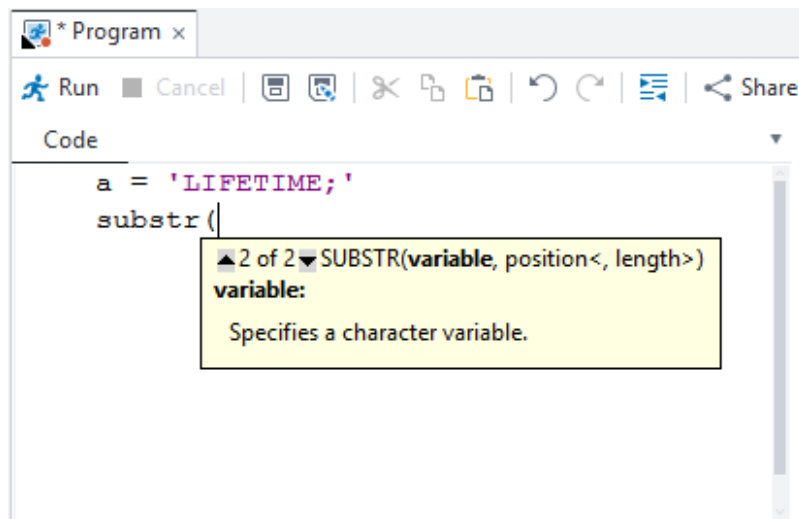 * Program ×
Run Cancel Share
Code
a = 'LIFETIME;'
substr(
▲2 of 2▼SUBSTR(variable, position<, length>)
variable:
Specifies a character variable.